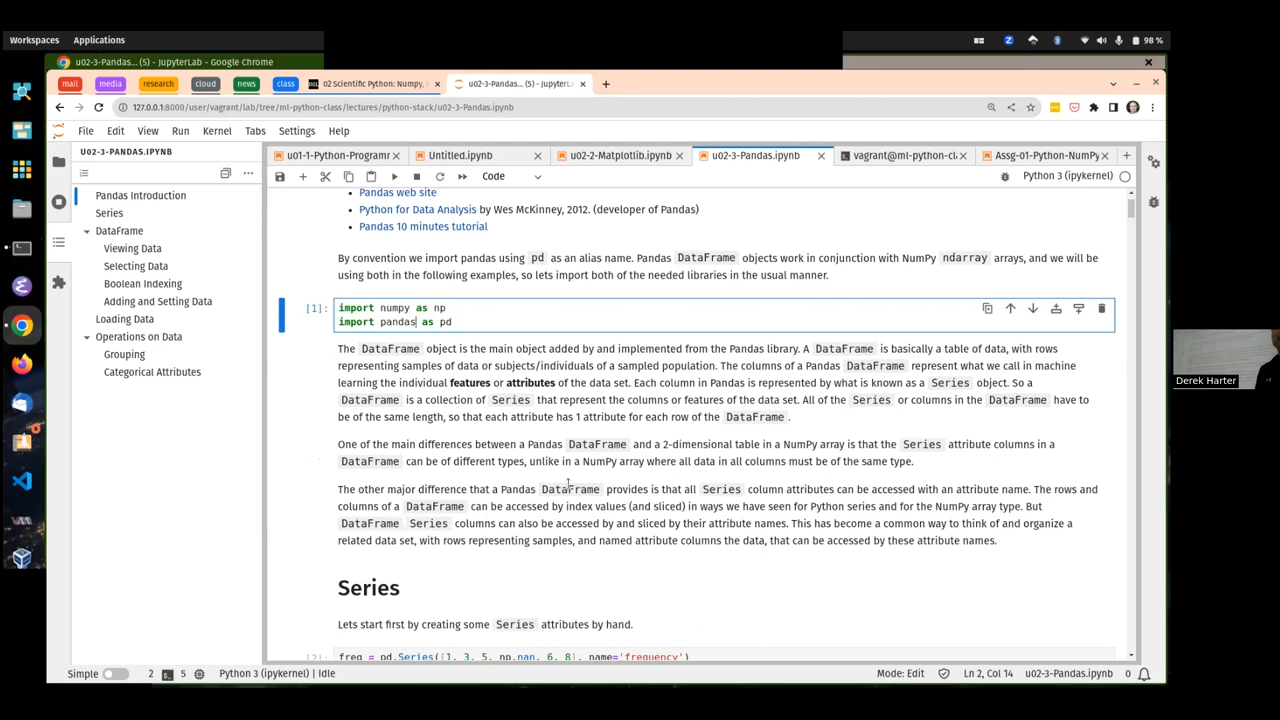 Workspaces Applications 98 %
u02-3-Pandas... (5) - JupyterLab - Google Chrome
mail media research cloud news class 02 Scientific Python: Numpy, u02-3-Pandas... (5) - JupyterLa
127.0.0.1:8000/user/vagrant/lab/tree/ml-python-class/lectures/python-stack/u02-3-Pandas.ipynb
File Edit View Run Kernel Tabs Settings Help
U02-3-PANDAS.IPYNB
Pandas Introduction
Series
DataFrame
Viewing Data
Selecting Data
Boolean Indexing
Adding and Setting Data
Loading Data
Operations on Data
Grouping
Categorical Attributes
u01-1-Python-Programr Untitled.ipynb u02-2-Matplotlib.ipynb u02-3-Pandas.ipynb vagrant@ml-python-cl Assg-01-Python-NumPy
Code Python 3 (ipykernel)
• Pandas web site
• Python for Data Analysis by Wes McKinney, 2012. (developer of Pandas)
• Pandas 10 minutes tutorial
By convention we import pandas using pd as an alias name. Pandas DataFrame objects work in conjunction with NumPy ndarray arrays, and we will be
using both in the following examples, so lets import both of the needed libraries in the usual manner.
[1]: import numpy as np
import pandas as pd
The DataFrame object is the main object added by and implemented from the Pandas library. A DataFrame is basically a table of data, with rows
representing samples of data or subjects/individuals of a sampled population. The columns of a Pandas DataFrame represent what we call in machine
learning the individual features or attributes of the data set. Each column in Pandas is represented by what is known as a Series object. So a
DataFrame is a collection of Series that represent the columns or features of the data set. All of the Series or columns in the DataFrame have to
be of the same length, so that each attribute has 1 attribute for each row of the DataFrame.
One of the main differences between a Pandas DataFrame and a 2-dimensional table in a NumPy array is that the Series attribute columns in a
DataFrame can be of different types, unlike in a NumPy array where all data in all columns must be of the same type.
The other major difference that a Pandas DataFrame provides is that all Series column attributes can be accessed with an attribute name. The rows and
columns of a DataFrame can be accessed by index values (and sliced) in ways we have seen for Python series and for the NumPy array type. But
DataFrame Series columns can also be accessed by and sliced by their attribute names. This has become a common way to think of and organize a
related data set, with rows representing samples, and named attribute columns the data, that can be accessed by these attribute names.
Series
Lets start first by creating some Series attributes by hand.
[2]: freq = pd.Series([1, 3, 5, np.nan, 6, 8], name='frequency')
Simple 2 5 Python 3 (ipykernel) | Idle Mode: Edit Ln 2, Col 14 u02-3-Pandas.ipynb 0
Derek Harter